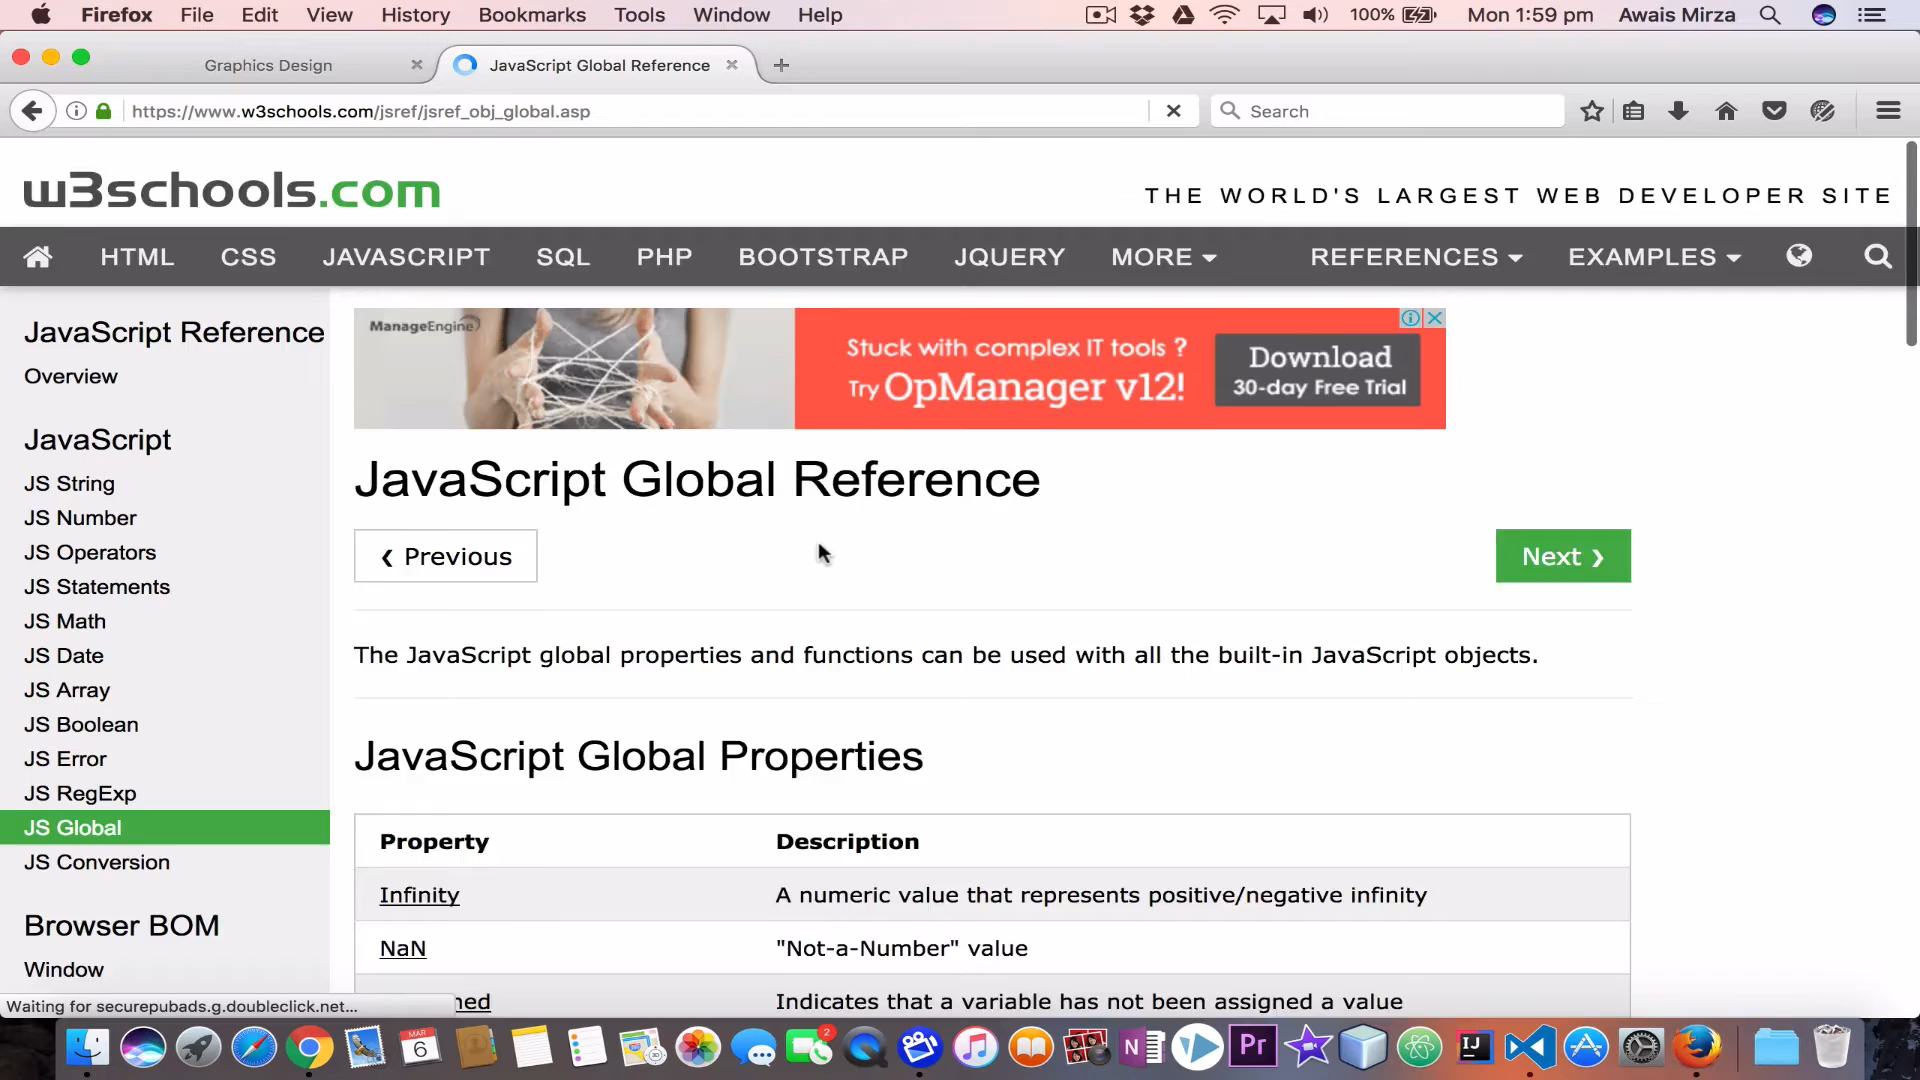 Firefox File Edit View History Bookmarks Tools Window Help 100% Mon 1:59 pm Awais Mirza
Graphics Design JavaScript Global Reference
https://www.w3schools.com/jsref/jsref_obj_global.asp Search
w3schools.com THE WORLD'S LARGEST WEB DEVELOPER SITE
HTML CSS JAVASCRIPT SQL PHP BOOTSTRAP JQUERY MORE REFERENCES EXAMPLES
JavaScript Reference
Overview
JavaScript
JS String
JS Number
JS Operators
JS Statements
JS Math
JS Date
JS Array
JS Boolean
JS Error
JS RegExp
JS Global
JS Conversion
Browser BOM
Window
ManageEngine
Stuck with complex IT tools ?
Try OpManager v12!
Download
30-day Free Trial
JavaScript Global Reference
❮ Previous Next ❯
The JavaScript global properties and functions can be used with all the built-in JavaScript objects.
JavaScript Global Properties
Property Description
Infinity A numeric value that represents positive/negative infinity
NaN "Not-a-Number" value
ned Indicates that a variable has not been assigned a value
Waiting for securepubads.g.doubleclick.net...
MAR
6
2
3D
N
Pr
IJ